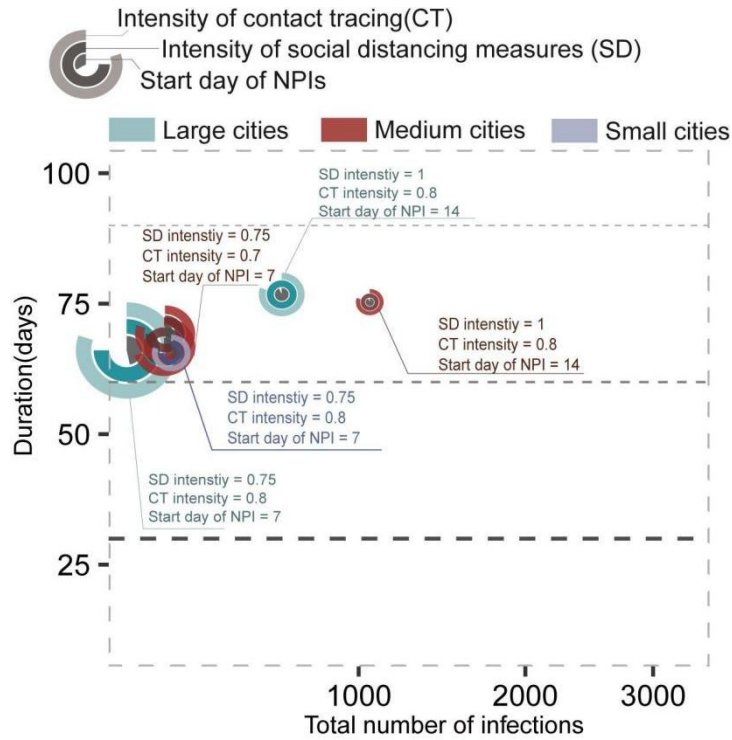 Intensity of contact tracing(CT)
Intensity of social distancing measures (SD)
Start day of NPIs
Large cities
Medium cities
Small cities
100
75
50
25
Duration(days)
SD intenstiy = 1
CT intensity = 0.8
Start day of NPI = 14
SD intenstiy = 0.75
CT intensity = 0.7
Start day of NPI = 7
SD intenstiy = 1
CT intensity = 0.8
Start day of NPI = 14
SD intenstiy = 0.75
CT intensity = 0.8
Start day of NPI = 7
SD intenstiy = 0.75
CT intensity = 0.8
Start day of NPI = 7
1000
2000
3000
Total number of infections